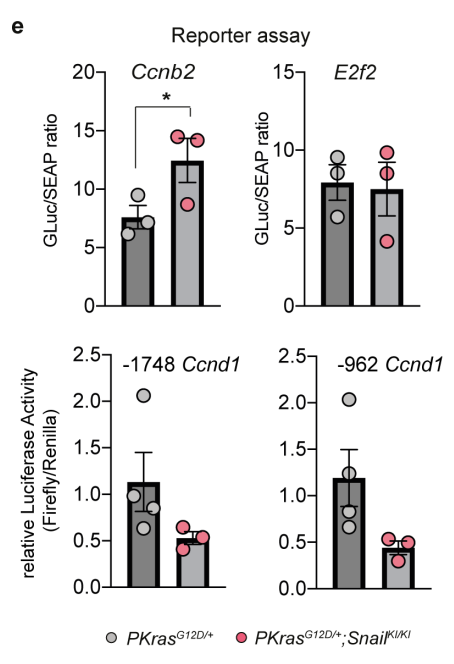 e
Reporter assay
Ccnb2
GLuc/SEAP ratio
20
15
10
5
0
*
E2f2
GLuc/SEAP ratio
15
10
5
0
-1748 Ccnd1
relative Luciferase Activity
(Firefly/Renilla)
2.5
2.0
1.5
1.0
0.5
0.0
-962 Ccnd1
2.5
2.0
1.5
1.0
0.5
0.0
PKrasG12D/+
PKrasG12D/+;SnailKI/KI